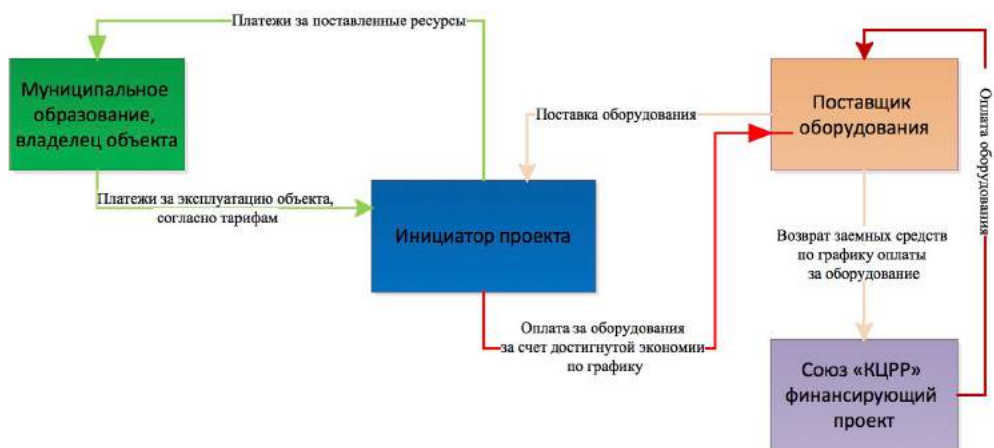 Платежи за поставленные ресурсы
Муниципальное
образование,
владелец объекта
Поставщик
оборудования
Оплата оборудования
Поставка оборудования
Платежи за эксплуатацию объекта,
согласно тарифам
Инициатор проекта
Возврат заемных средств
по графику оплаты
за оборудование
Оплата за оборудования
за счет достигнутой экономии
по графику
Союз «КЦРР»
финансирующий
проект